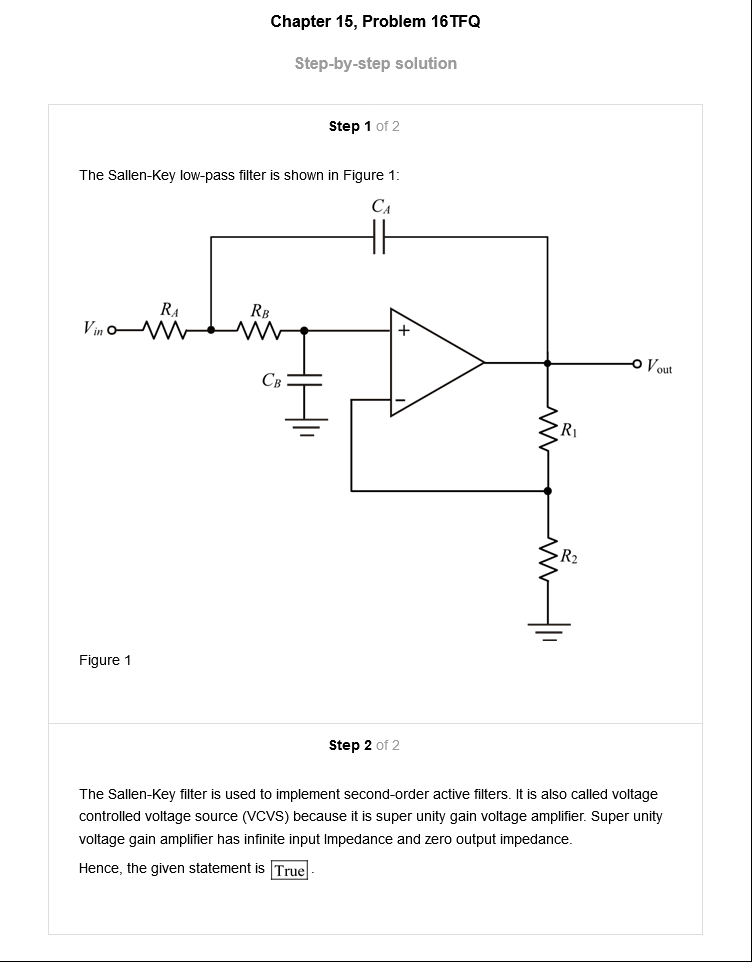 Chapter 15, Problem 16TFQ
Step-by-step solution
Step 1 of 2
The Sallen-Key low-pass filter is shown in Figure 1:
C_A
R_A
R_B
V_in
+
C_B
−
V_out
R_1
R_2
Figure 1
Step 2 of 2
The Sallen-Key filter is used to implement second-order active filters. It is also called voltage
controlled voltage source (VCVS) because it is super unity gain voltage amplifier. Super unity
voltage gain amplifier has infinite input Impedance and zero output impedance.
Hence, the given statement is True.